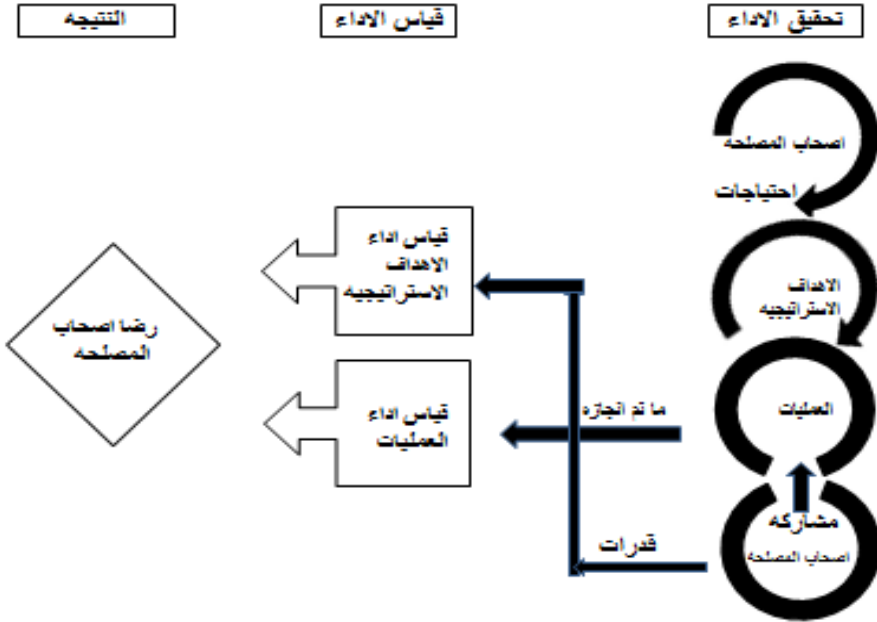 تحقيق الاداء
قياس الاداء
النتيجه
اصحاب المصلحه
احتياجات
الاهداف
الاستراتيجيه
العمليات
مشاركه
اصحاب المصلحه
ما تم انجازه
قدرات
قياس اداء
الاهداف
الاستراتيجيه
قياس اداء
العمليات
رضا اصحاب
المصلحه